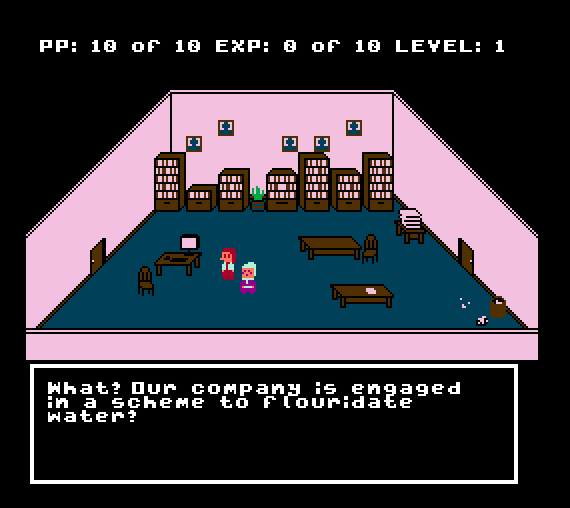 PP: 10 of 10 EXP: 0 of 10 LEVEL: 1
What? Our company is engaged
in a scheme to flouridate
water?